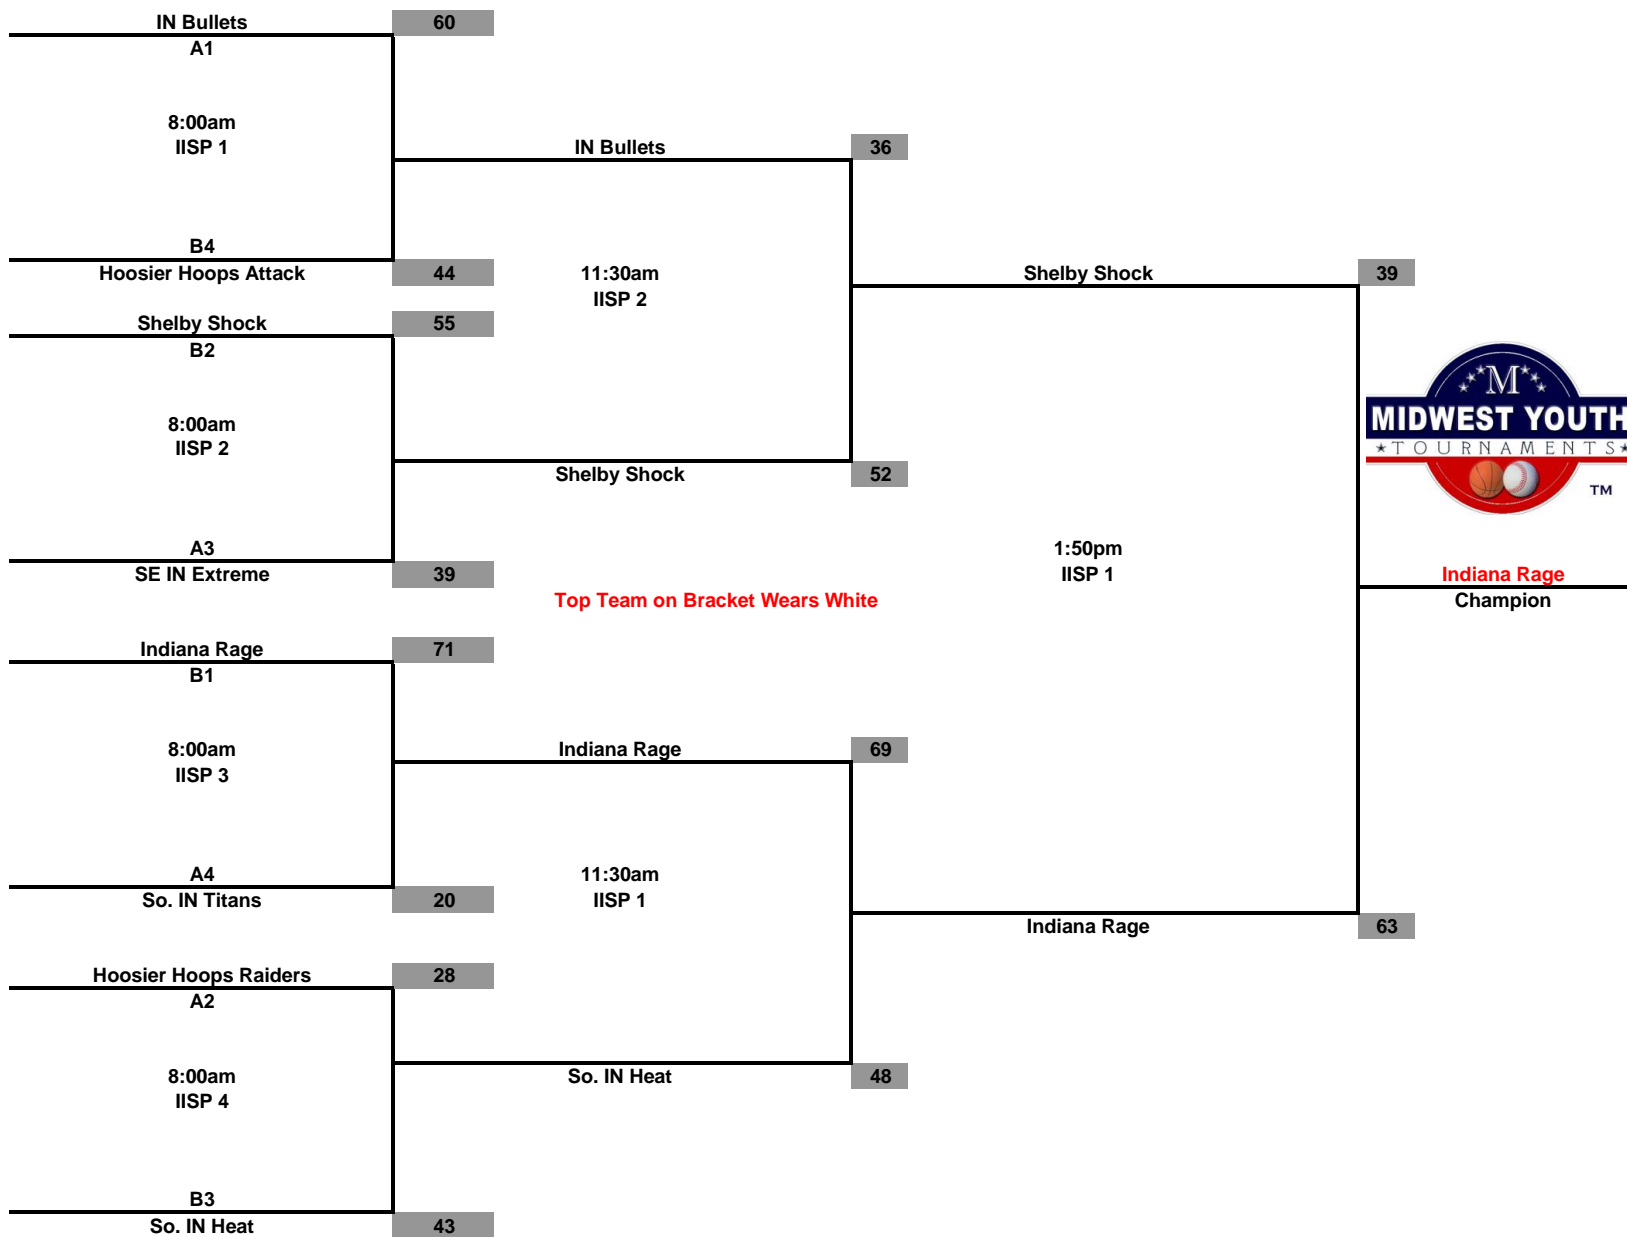 IN Bullets 60
A1
8:00am
IISP 1
IN Bullets 36
B4
Hoosier Hoops Attack 44
11:30am
IISP 2
Shelby Shock 39
Shelby Shock 55
B2
8:00am
IISP 2
Shelby Shock 52
M
MIDWEST YOUTH
TOURNAMENTS
TM
A3
SE IN Extreme 39
1:50pm
IISP 1
Indiana Rage
Champion
Top Team on Bracket Wears White
Indiana Rage 71
B1
8:00am
IISP 3
Indiana Rage 69
A4
So. IN Titans 20
11:30am
IISP 1
Indiana Rage 63
Hoosier Hoops Raiders 28
A2
8:00am
IISP 4
So. IN Heat 48
B3
So. IN Heat 43